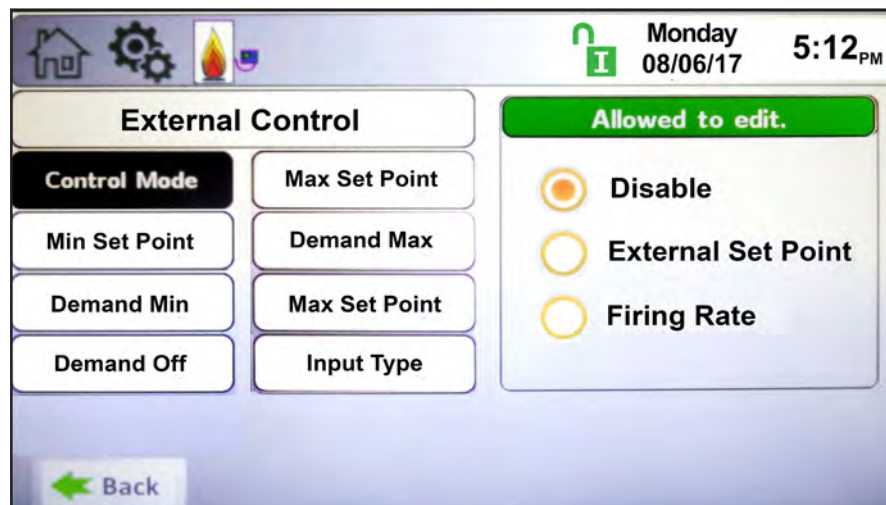 I
Monday
08/06/17
5:12PM
External Control
Allowed to edit.
Control Mode
Max Set Point
Min Set Point
Demand Max
Demand Min
Max Set Point
Demand Off
Input Type
Disable
External Set Point
Firing Rate
Back